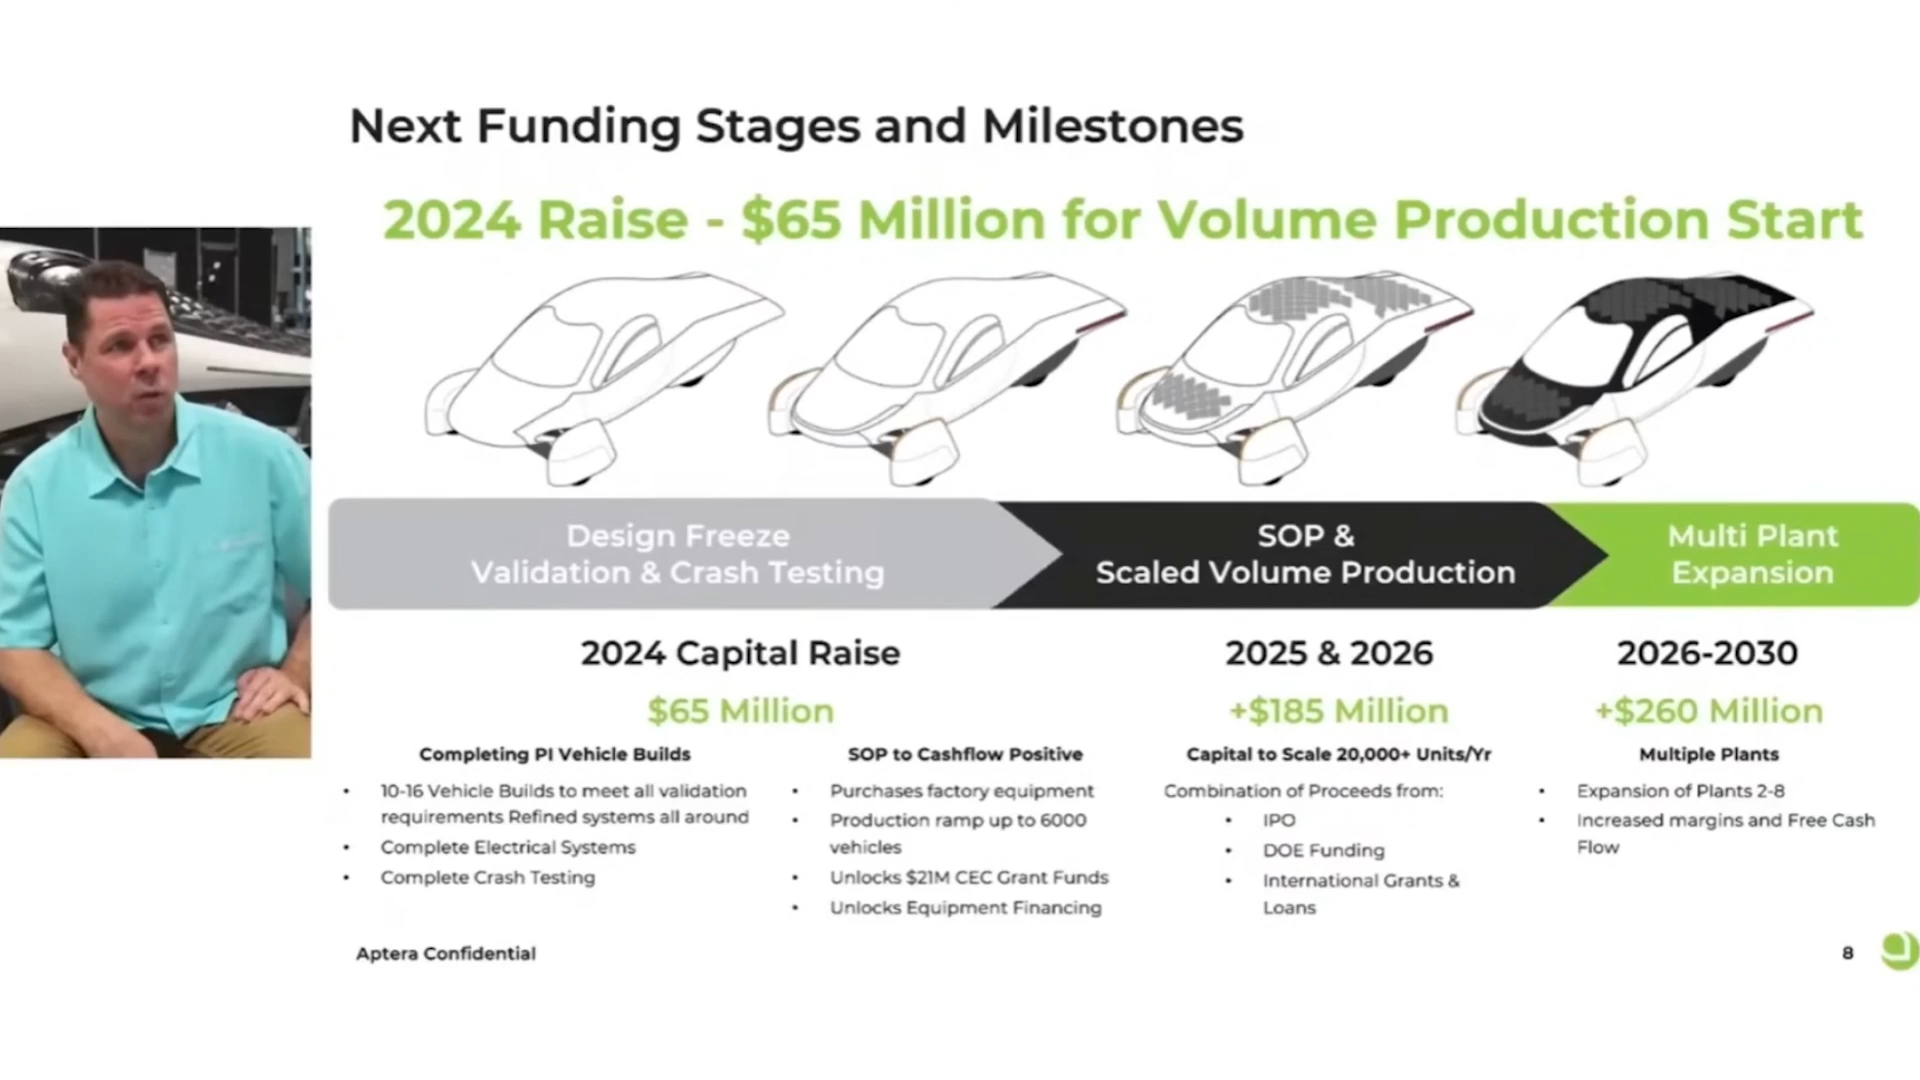 Next Funding Stages and Milestones
2024 Raise - $65 Million for Volume Production Start
Design Freeze
Validation & Crash Testing
SOP &
Scaled Volume Production
Multi Plant
Expansion
2024 Capital Raise
$65 Million
Completing PI Vehicle Builds
• 10-16 Vehicle Builds to meet all validation
requirements Refined systems all around
• Complete Electrical Systems
• Complete Crash Testing
SOP to Cashflow Positive
• Purchases factory equipment
• Production ramp up to 6000
vehicles
• Unlocks $21M CEC Grant Funds
• Unlocks Equipment Financing
2025 & 2026
+$185 Million
Capital to Scale 20,000+ Units/Yr
Combination of Proceeds from:
• IPO
• DOE Funding
• International Grants &
Loans
2026-2030
+$260 Million
Multiple Plants
• Expansion of Plants 2-8
• Increased margins and Free Cash
Flow
Aptera Confidential
8